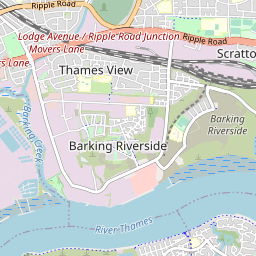 Ripple Road
Lodge Avenue / Ripple Road Junction
Ripple Road
Movers Lane
Scratto
Movers Lane
Thames View
Barking
Riverside
Barking Creek
Barking Riverside
River Thames